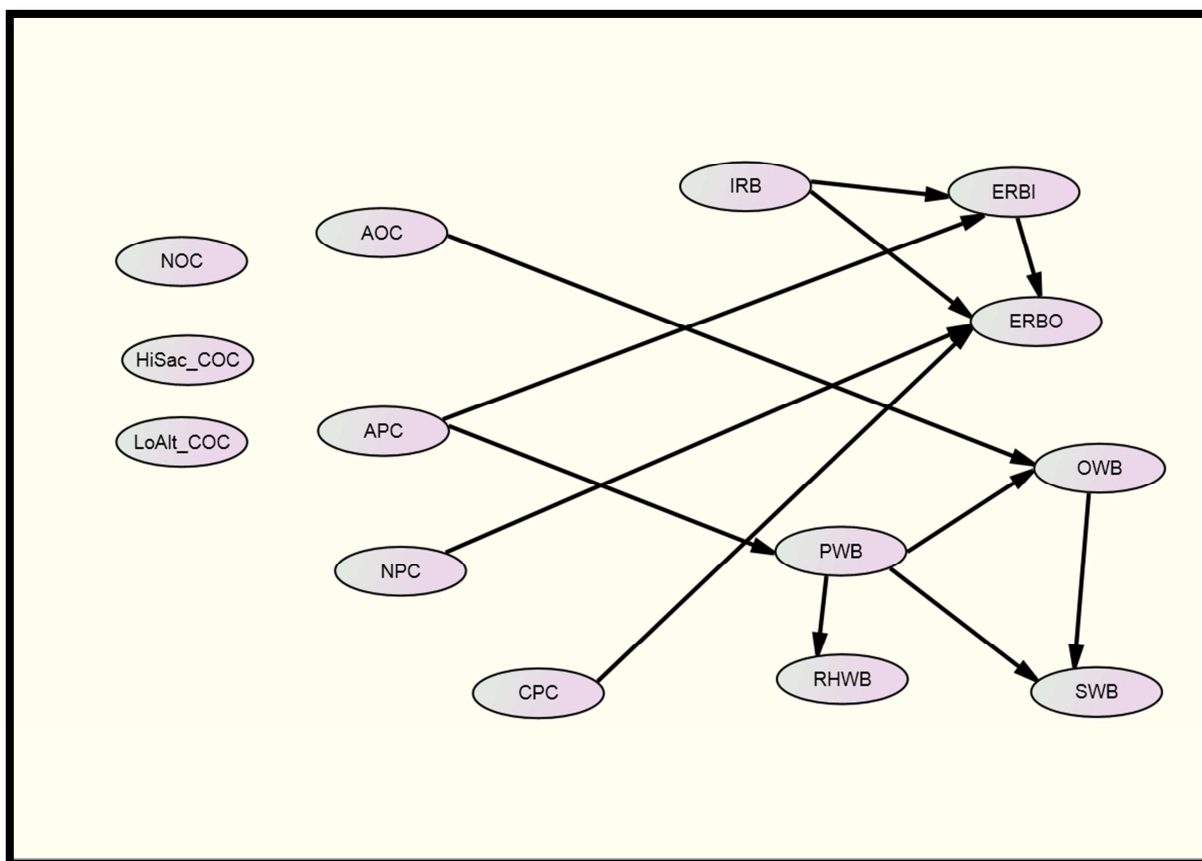 IRB
ERBI
AOC
NOC
ERBO
HiSac_COC
APC
LoAlt_COC
OWB
PWB
NPC
RHWB
CPC
SWB